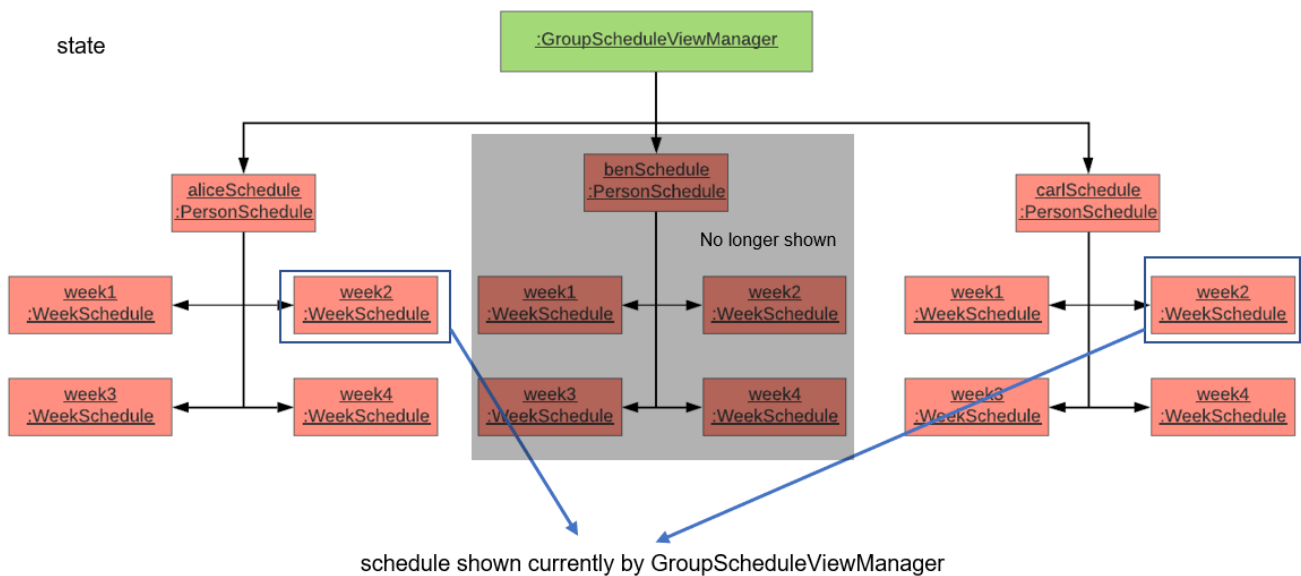 state
:GroupScheduleViewManager
aliceSchedule
:PersonSchedule
benSchedule
:PersonSchedule
carlSchedule
:PersonSchedule
No longer shown
week1
:WeekSchedule
week2
:WeekSchedule
week1
:WeekSchedule
week2
:WeekSchedule
week1
:WeekSchedule
week2
:WeekSchedule
week3
:WeekSchedule
week4
:WeekSchedule
week3
:WeekSchedule
week4
:WeekSchedule
week3
:WeekSchedule
week4
:WeekSchedule
schedule shown currently by GroupScheduleViewManager